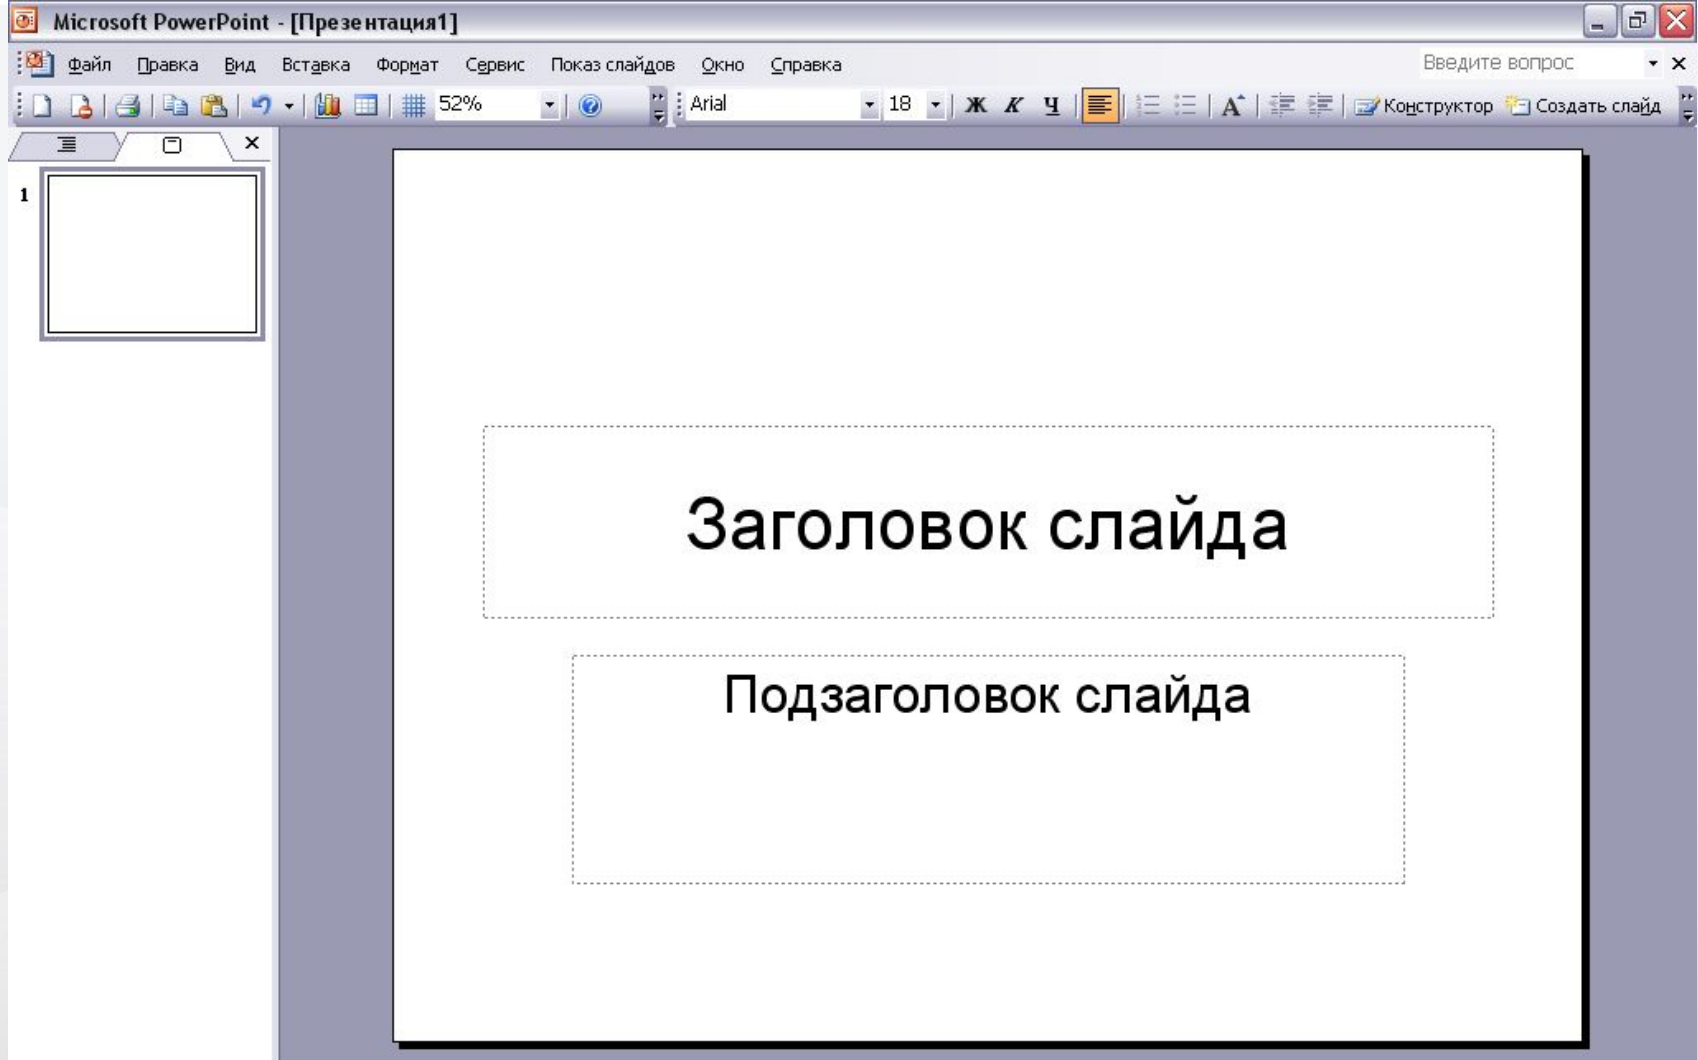 Microsoft PowerPoint - [Презентация1]
Файл Правка Вид Вставка Формат Сервис Показ слайдов Окно Справка Введите вопрос
52% Arial 18 Ж К Ч A Конструктор Создать слайд
1
Заголовок слайда
Подзаголовок слайда